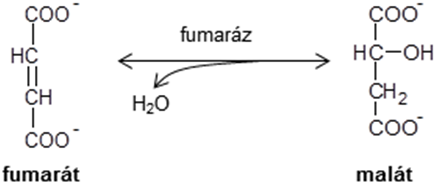 COO⁻
HC
CH
COO⁻
fumarát
fumaráz
H₂O
COO⁻
HC–OH
CH₂
COO⁻
malát